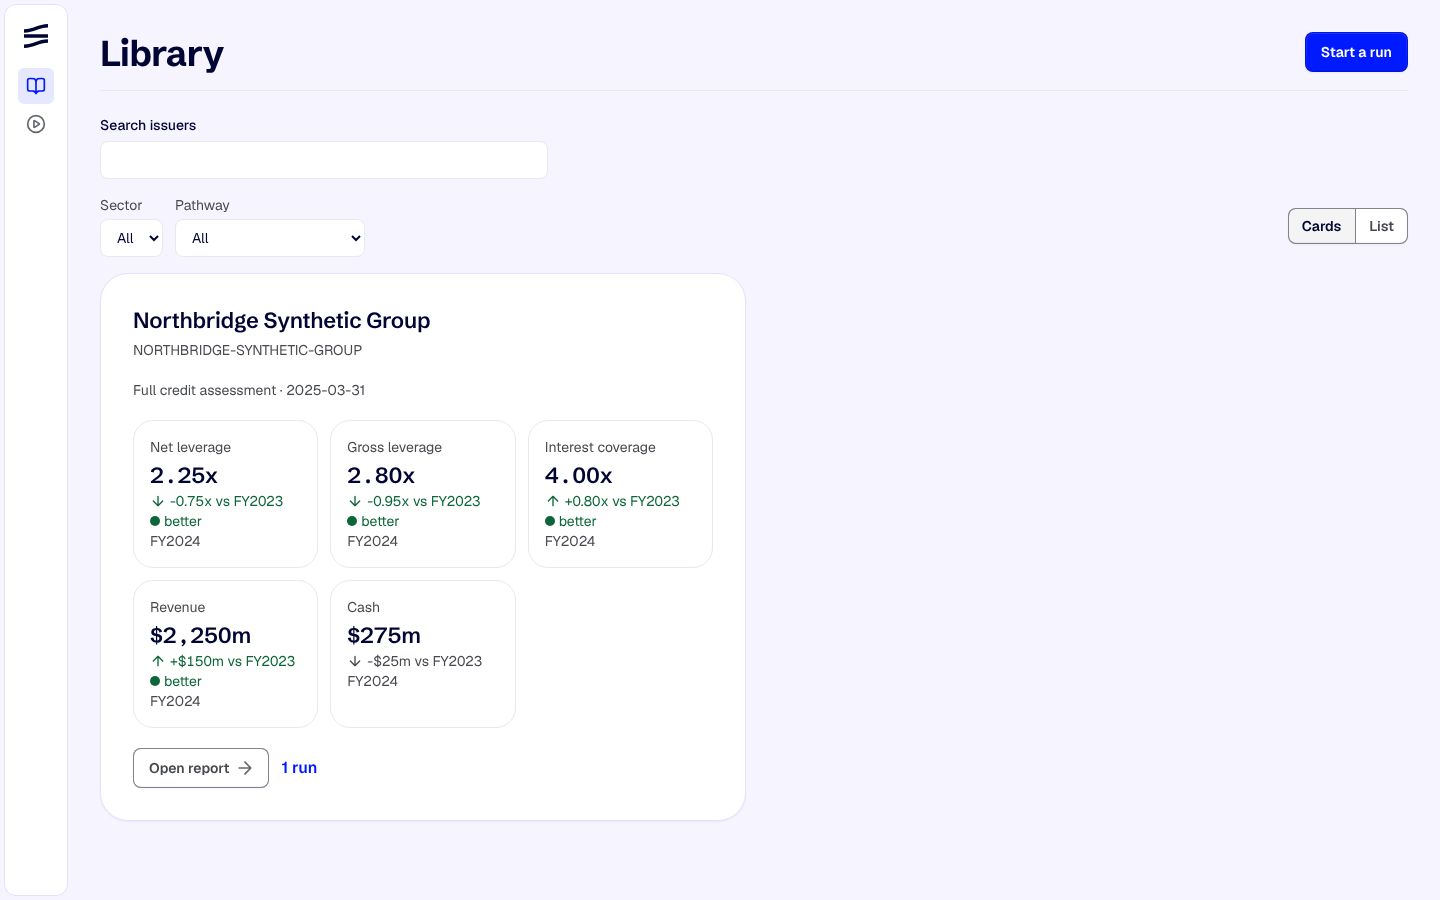 Library
Start a run
Search issuers
Sector
Pathway
All
All
Cards
List
Northbridge Synthetic Group
NORTHBRIDGE-SYNTHETIC-GROUP
Full credit assessment · 2025-03-31
Net leverage
2.25x
↓ -0.75x vs FY2023
better
FY2024
Gross leverage
2.80x
↓ -0.95x vs FY2023
better
FY2024
Interest coverage
4.00x
↑ +0.80x vs FY2023
better
FY2024
Revenue
$2,250m
↑ +$150m vs FY2023
better
FY2024
Cash
$275m
↓ -$25m vs FY2023
FY2024
Open report →
1 run